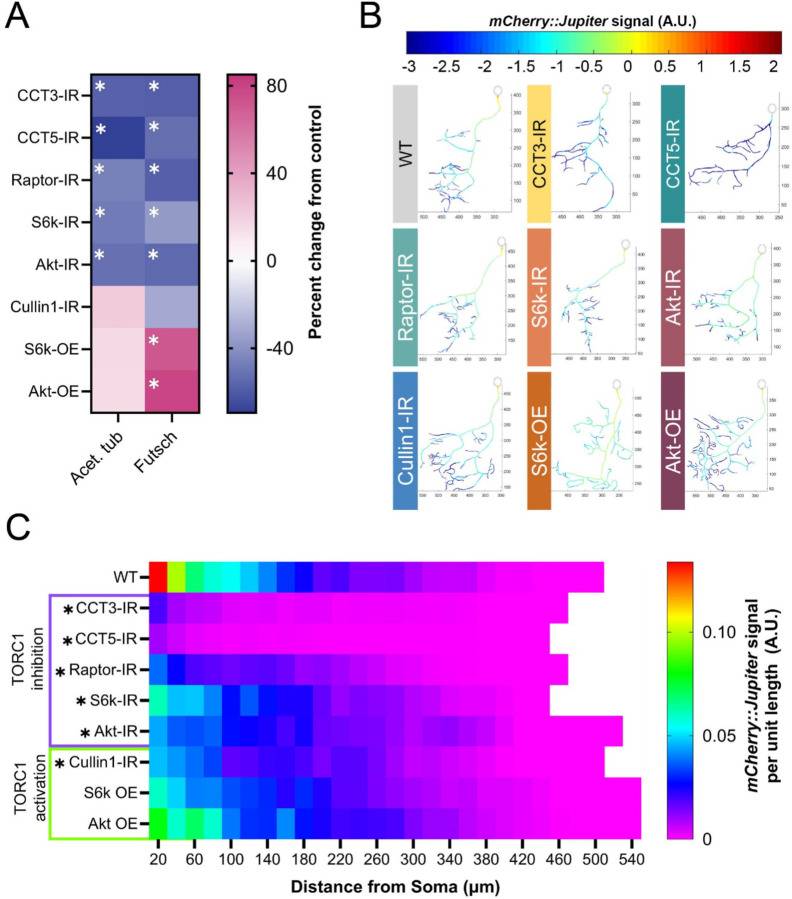 A
CCT3-IR
CCT5-IR
Raptor-IR
S6k-IR
Akt-IR
Cullin1-IR
S6k-OE
Akt-OE
* *
* *
* *
* *
* *
*
*
Acet. tub
Futsch
80
40
0
-40
Percent change from control
B
mCherry::Jupiter signal (A.U.)
-3 -2.5 -2 -1.5 -1 -0.5 0 0.5 1 1.5 2
WT
CCT3-IR
CCT5-IR
Raptor-IR
S6k-IR
Akt-IR
Cullin1-IR
S6k-OE
Akt-OE
C
WT
TORC1
inhibition
* CCT3-IR
* CCT5-IR
* Raptor-IR
* S6k-IR
* Akt-IR
TORC1
activation
* Cullin1-IR
S6k OE
Akt OE
20 60 100 140 180 220 260 300 340 380 420 460 500 540
Distance from Soma (µm)
0.10
0.05
0
mCherry::Jupiter signal
per unit length (A.U.)